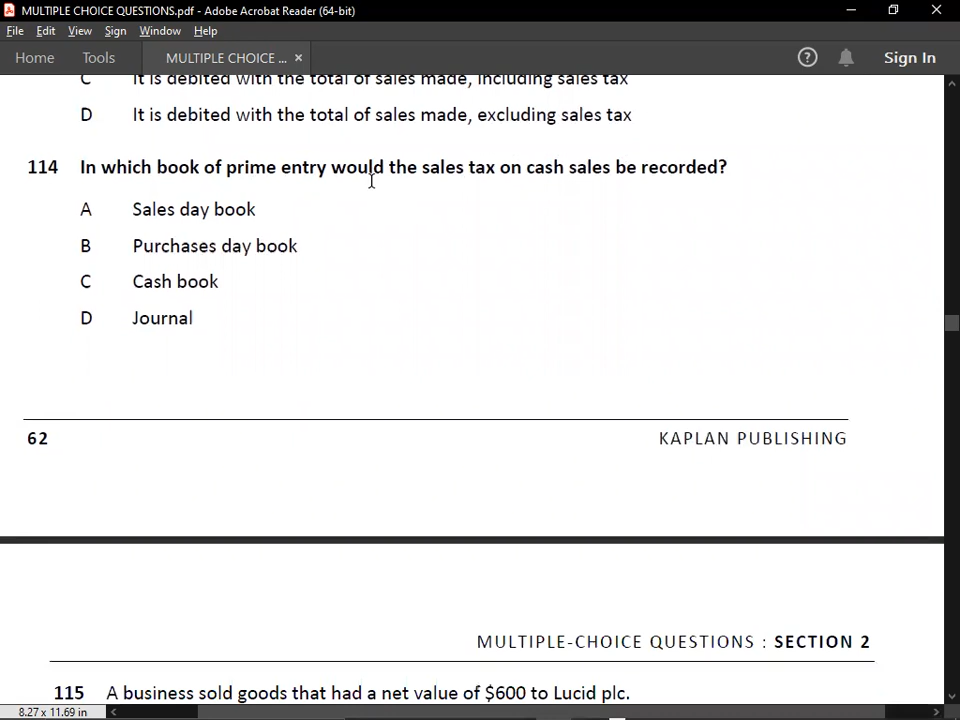 MULTIPLE CHOICE QUESTIONS.pdf - Adobe Acrobat Reader (64-bit)
File Edit View Sign Window Help
Home Tools MULTIPLE CHOICE ... × Sign In
C It is debited with the total of sales made, including sales tax
D It is debited with the total of sales made, excluding sales tax
114 In which book of prime entry would the sales tax on cash sales be recorded?
A Sales day book
B Purchases day book
C Cash book
D Journal
62 KAPLAN PUBLISHING
MULTIPLE-CHOICE QUESTIONS : SECTION 2
115 A business sold goods that had a net value of $600 to Lucid plc.
8.27 x 11.69 in